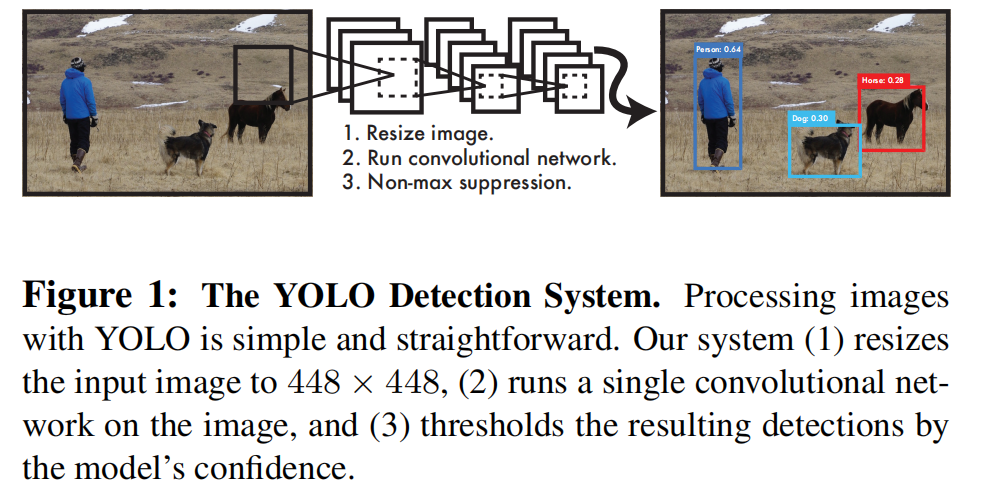 Person: 0.64
Horse: 0.28
Dog: 0.30
1. Resize image.
2. Run convolutional network.
3. Non-max suppression.
Figure 1: The YOLO Detection System. Processing images
with YOLO is simple and straightforward. Our system (1) resizes
the input image to 448 × 448, (2) runs a single convolutional net-
work on the image, and (3) thresholds the resulting detections by
the model’s confidence.